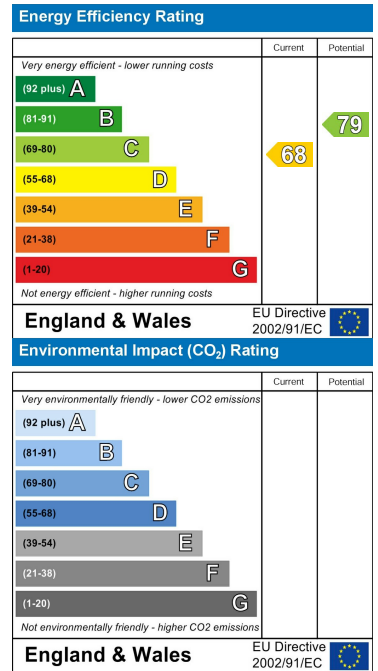 Energy Efficiency Rating
Current Potential
Very energy efficient - lower running costs
(92 plus) A
(81-91) B
79
(69-80) C
68
(55-68) D
(39-54) E
(21-38) F
(1-20) G
Not energy efficient - higher running costs
England & Wales EU Directive
2002/91/EC
Environmental Impact (CO₂) Rating
Current Potential
Very environmentally friendly - lower CO2 emissions
(92 plus) A
(81-91) B
(69-80) C
(55-68) D
(39-54) E
(21-38) F
(1-20) G
Not environmentally friendly - higher CO2 emissions
England & Wales EU Directive
2002/91/EC